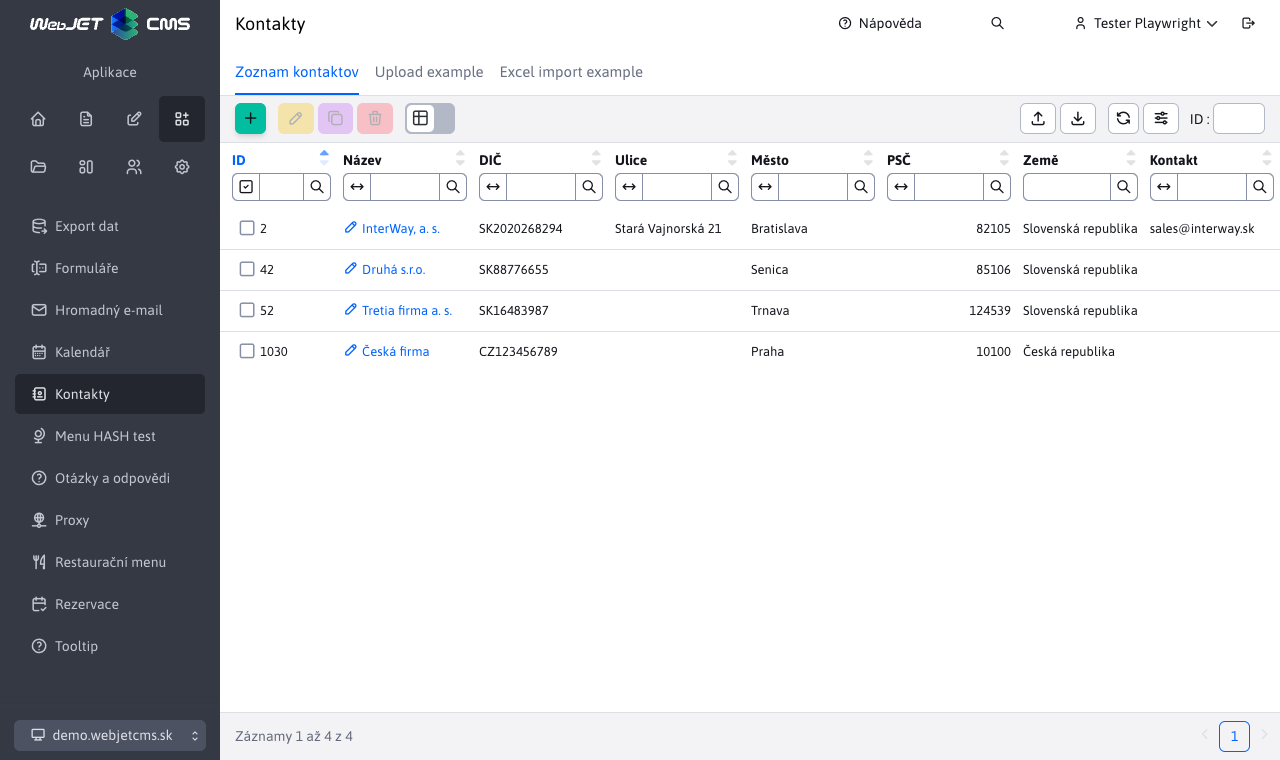 WebJET CMS
Aplikace
Export dat
Formuláře
Hromadný e-mail
Kalendář
Kontakty
Menu HASH test
Otázky a odpovědi
Proxy
Restaurační menu
Rezervace
Tooltip
demo.webjetcms.sk
Kontakty
Nápověda
Tester Playwright
Zoznam kontaktov Upload example Excel import example
ID :
ID Název DIČ Ulice Město PSČ Země Kontakt
2 InterWay, a. s. SK2020268294 Stará Vajnorská 21 Bratislava 82105 Slovenská republika sales@interway.sk
42 Druhá s.r.o. SK88776655 Senica 85106 Slovenská republika
52 Tretia firma a. s. SK16483987 Trnava 124539 Slovenská republika
1030 Česká firma CZ123456789 Praha 10100 Česká republika
Záznamy 1 až 4 z 4
1